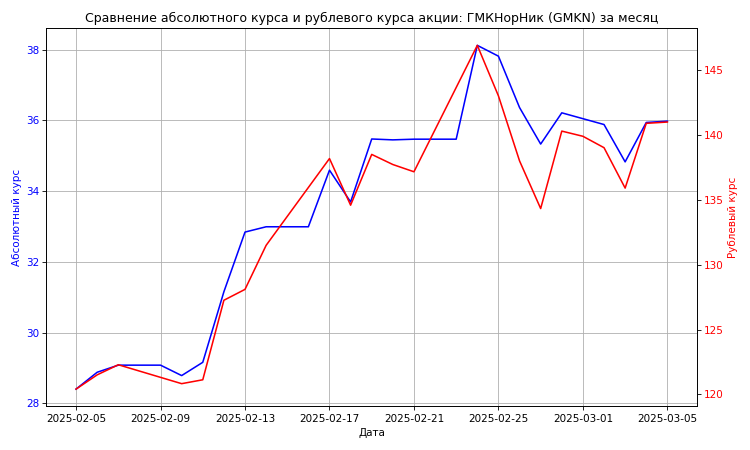 Сравнение абсолютного курса и рублевого курса акции: ГМКНорНик (GMKN) за месяц
38
36
34
32
30
28
Абсолютный курс
145
140
135
130
125
120
Рублевый курс
2025-02-05 2025-02-09 2025-02-13 2025-02-17 2025-02-21 2025-02-25 2025-03-01 2025-03-05
Дата